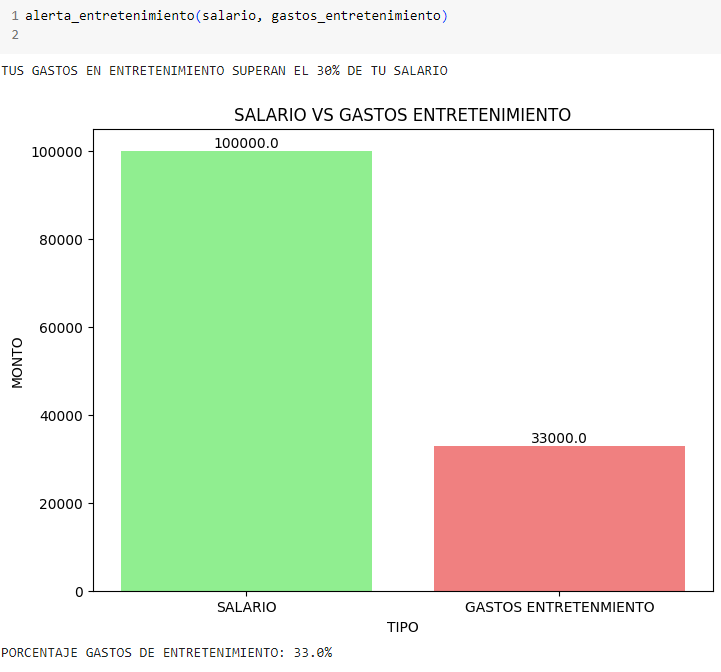 1 alerta_entretenimiento(salario, gastos_entretenimiento)
2
TUS GASTOS EN ENTRETENIMIENTO SUPERAN EL 30% DE TU SALARIO
SALARIO VS GASTOS ENTRETENIMIENTO
100000.0
100000
80000
60000
MONTO
40000
33000.0
20000
0
SALARIO
GASTOS ENTRETENMIENTO
TIPO
PORCENTAJE GASTOS DE ENTRETENIMIENTO: 33.0%